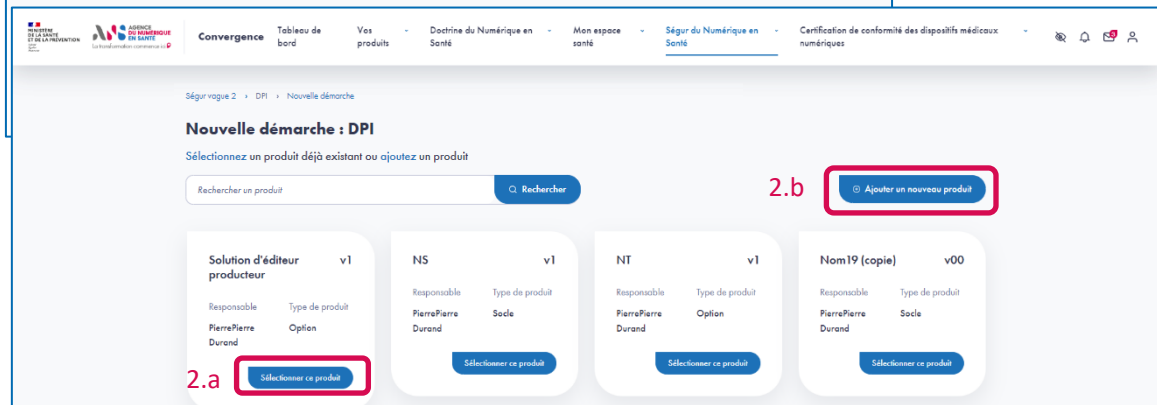 MINISTÈRE
DE LA SANTÉ
ET DE LA PRÉVENTION
AGENCE
DU NUMÉRIQUE
EN SANTÉ
La transformation commence ici
Convergence
Tableau de
bord
Vos
produits
Doctrine du Numérique en
Santé
Mon espace
santé
Ségur du Numérique en
Santé
Certification de conformité des dispositifs médicaux
numériques
Ségur vague 2 › DPI › Nouvelle démarche
Nouvelle démarche : DPI
Sélectionnez un produit déjà existant ou ajoutez un produit
Rechercher un produit
Rechercher
2.b
Ajouter un nouveau produit
Solution d'éditeur
producteur
v1
Responsable Type de produit
PierrePierre
Durand
Option
2.a
Sélectionner ce produit
NS v1
Responsable Type de produit
PierrePierre
Durand
Socle
Sélectionner ce produit
NT v1
Responsable Type de produit
PierrePierre
Durand
Option
Sélectionner ce produit
Nom19 (copie) v00
Responsable Type de produit
PierrePierre
Durand
Socle
Sélectionner ce produit